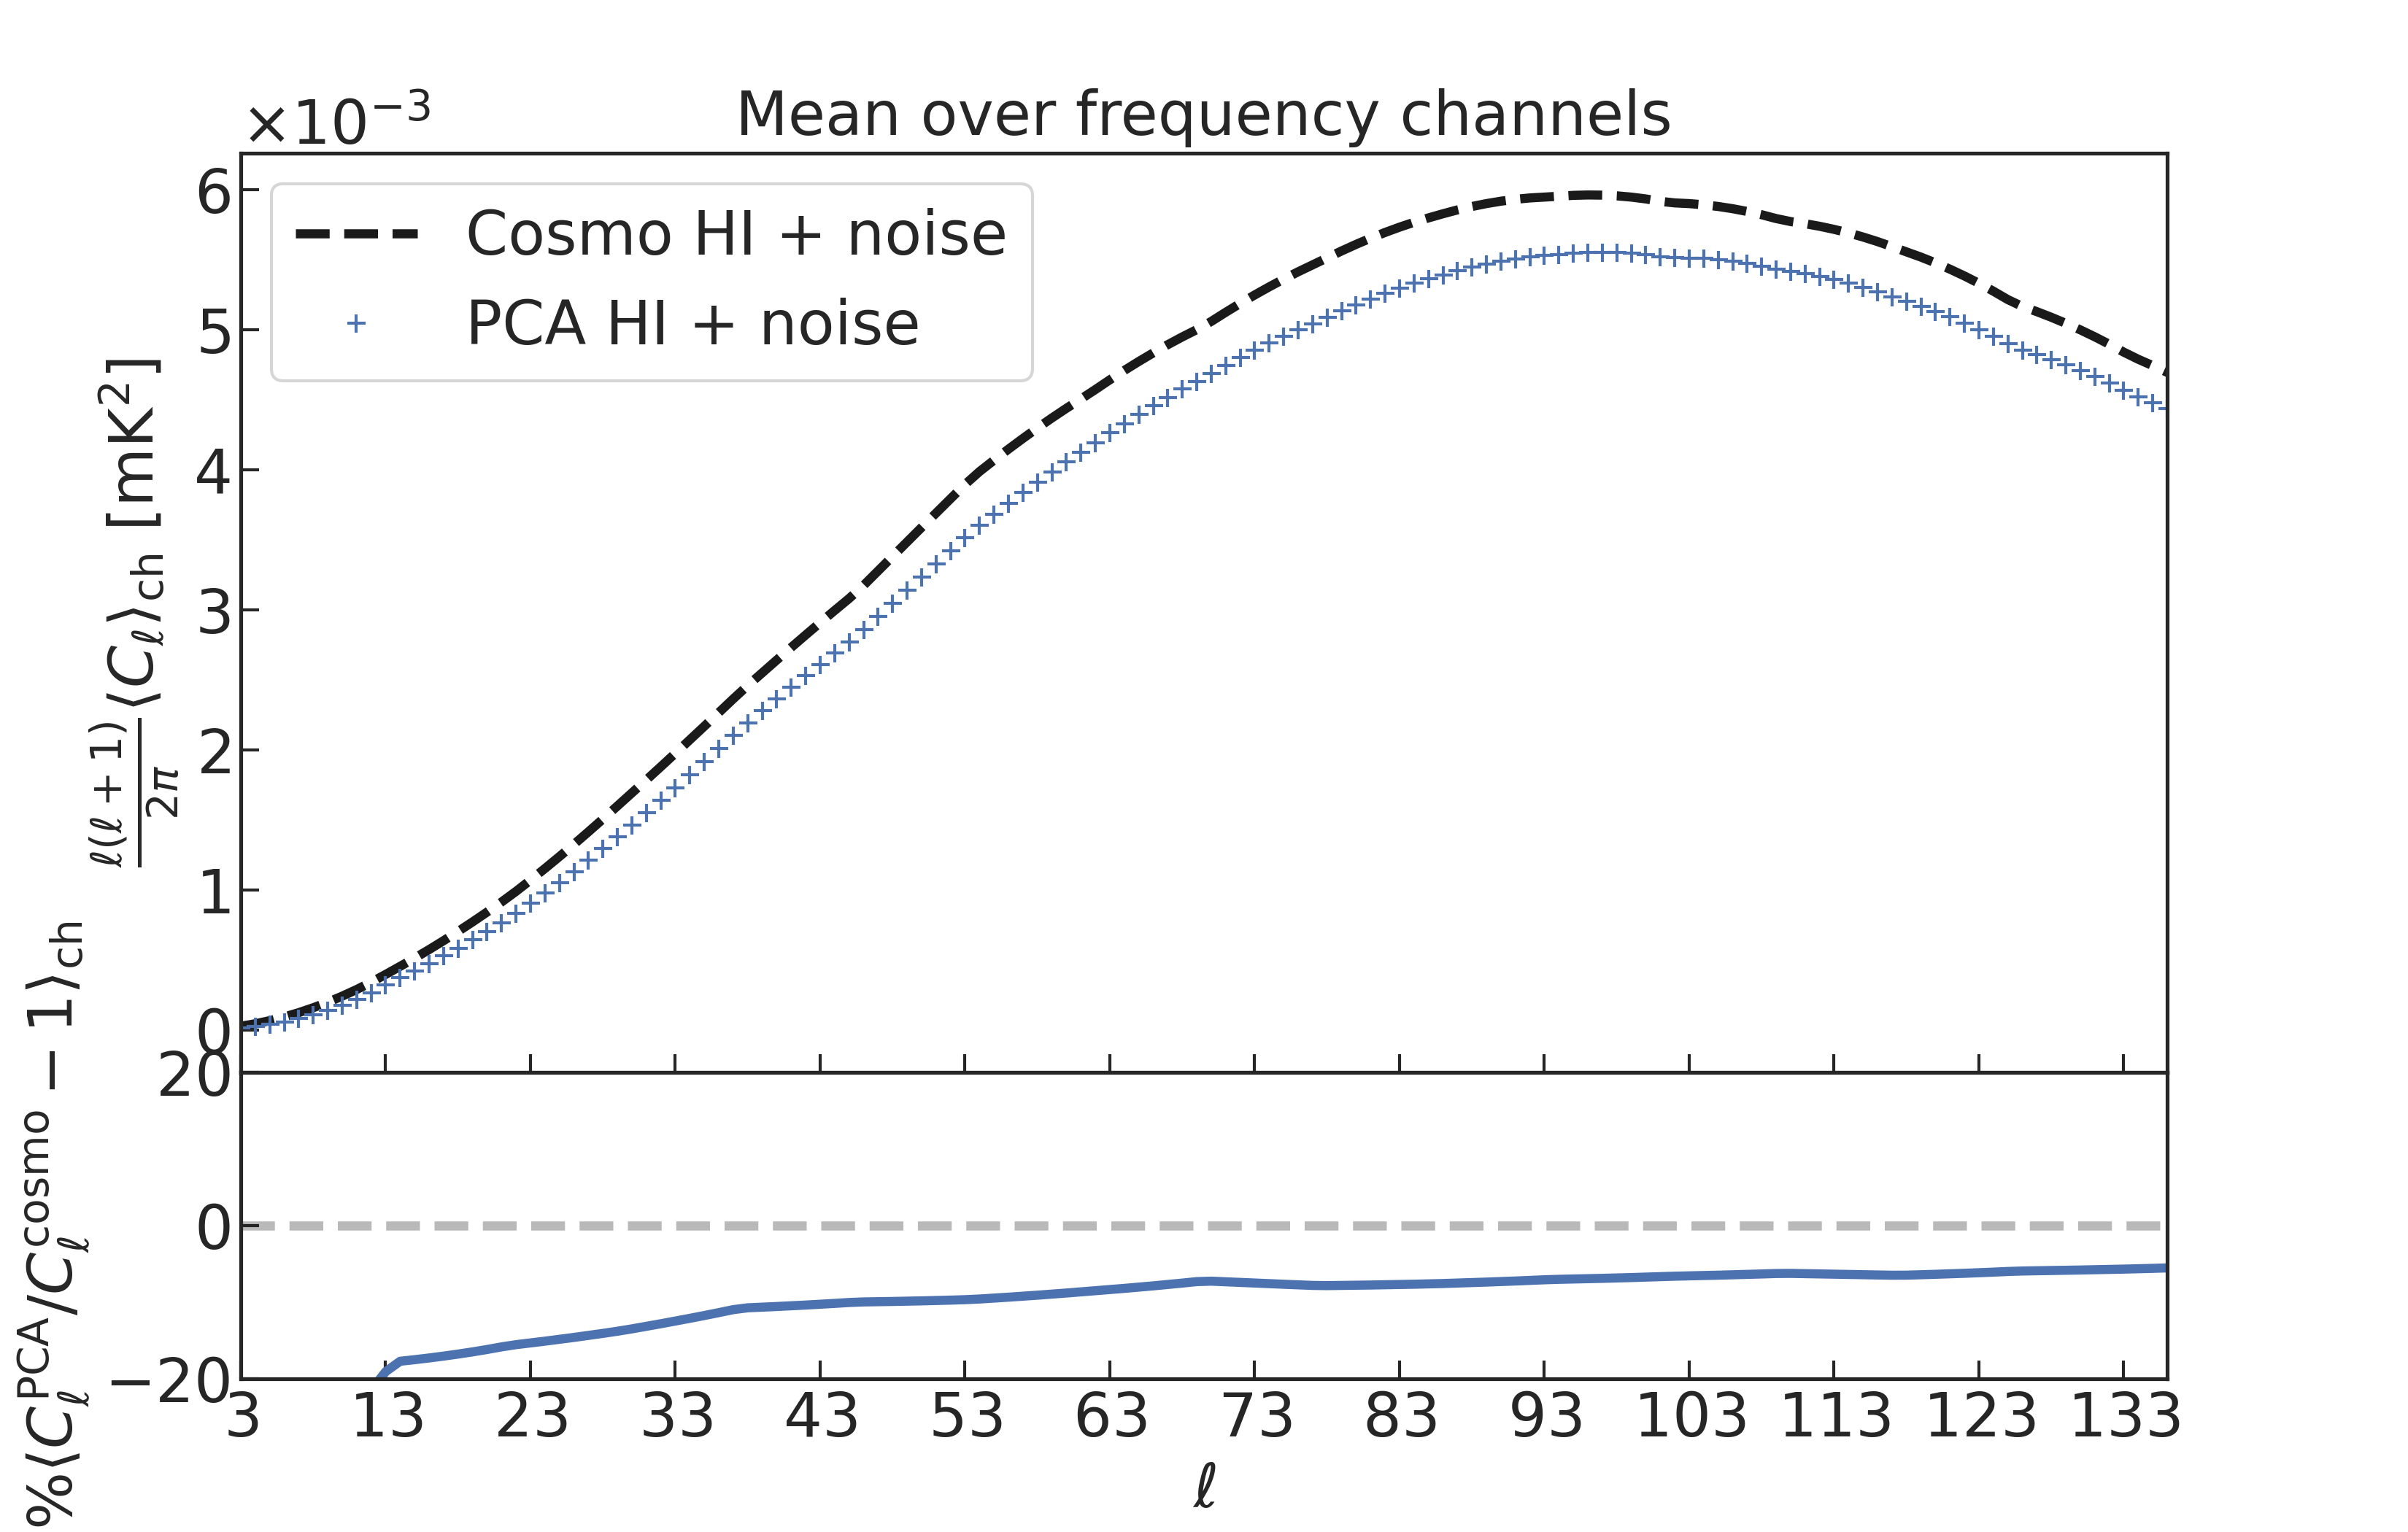 ×10⁻³
Mean over frequency channels
Cosmo HI + noise
PCA HI + noise
6
5
4
3
2
1
0
ℓ(ℓ + 1)/2π ⟨Cℓ⟩ch [mK²]
20
0
−20
%⟨CℓPCA/Cℓcosmo − 1⟩ch
3 13 23 33 43 53 63 73 83 93 103 113 123 133
ℓ